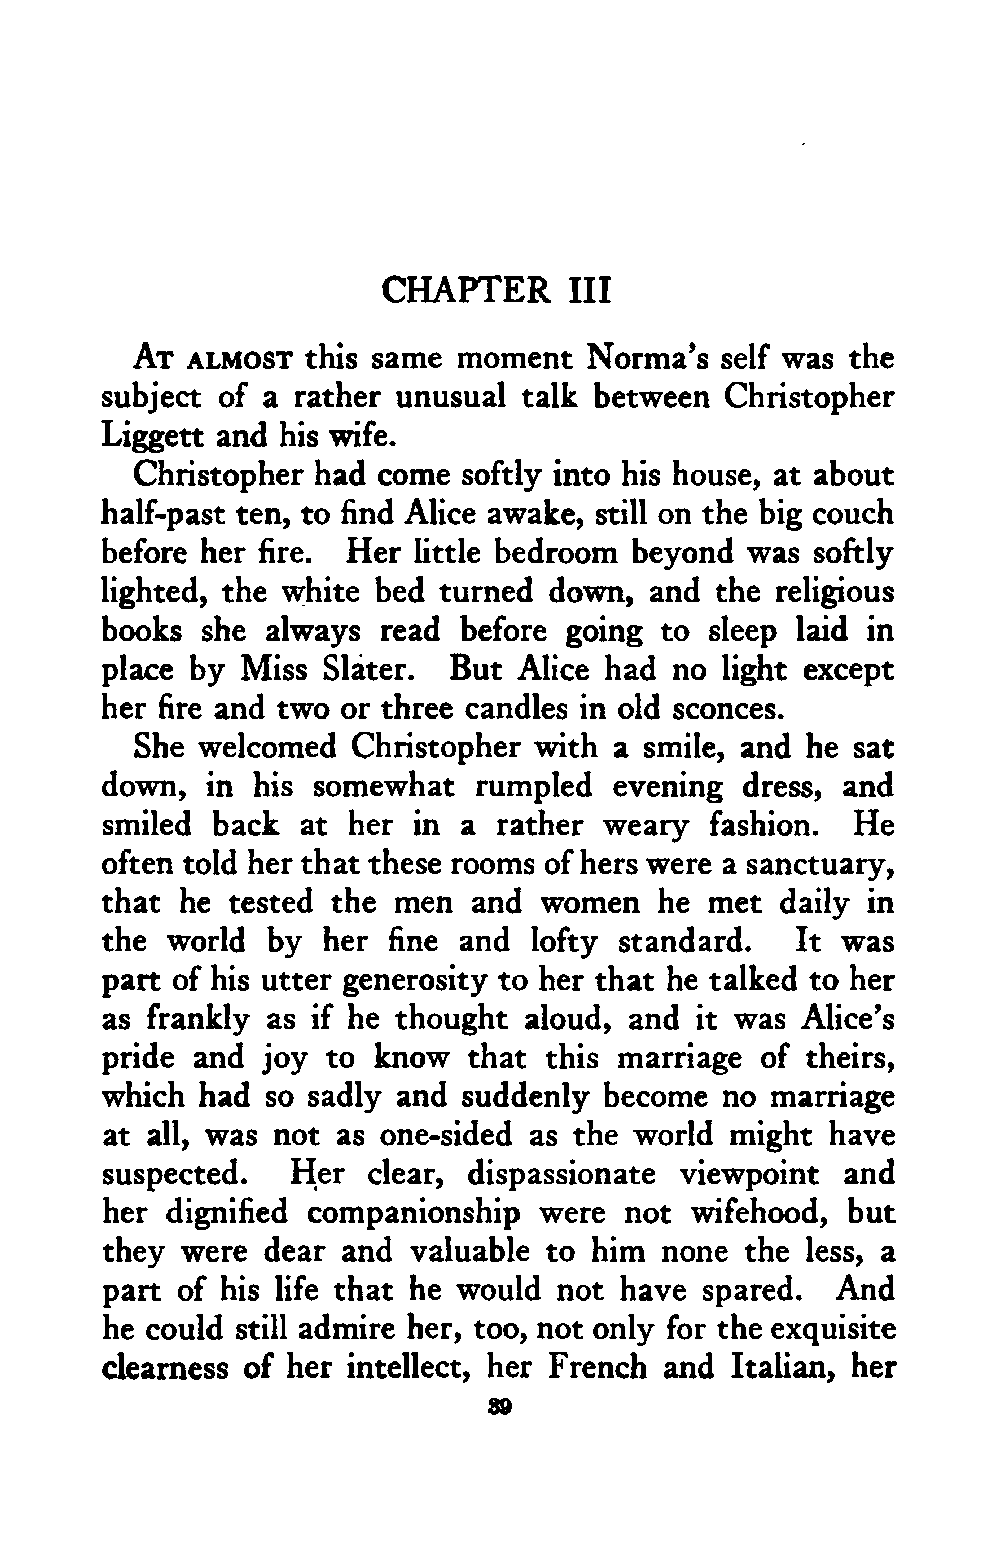 CHAPTER III
AT ALMOST this same moment Norma's self was the
subject of a rather unusual talk between Christopher
Liggett and his wife.
Christopher had come softly into his house, at about
half-past ten, to find Alice awake, still on the big couch
before her fire. Her little bedroom beyond was softly
lighted, the white bed turned down, and the religious
books she always read before going to sleep laid in
place by Miss Slater. But Alice had no light except
her fire and two or three candles in old sconces.
She welcomed Christopher with a smile, and he sat
down, in his somewhat rumpled evening dress, and
smiled back at her in a rather weary fashion. He
often told her that these rooms of hers were a sanctuary,
that he tested the men and women he met daily in
the world by her fine and lofty standard. It was
part of his utter generosity to her that he talked to her
as frankly as if he thought aloud, and it was Alice's
pride and joy to know that this marriage of theirs,
which had so sadly and suddenly become no marriage
at all, was not as one-sided as the world might have
suspected. Her clear, dispassionate viewpoint and
her dignified companionship were not wifehood, but
they were dear and valuable to him none the less, a
part of his life that he would not have spared. And
he could still admire her, too, not only for the exquisite
clearness of her intellect, her French and Italian, her
39